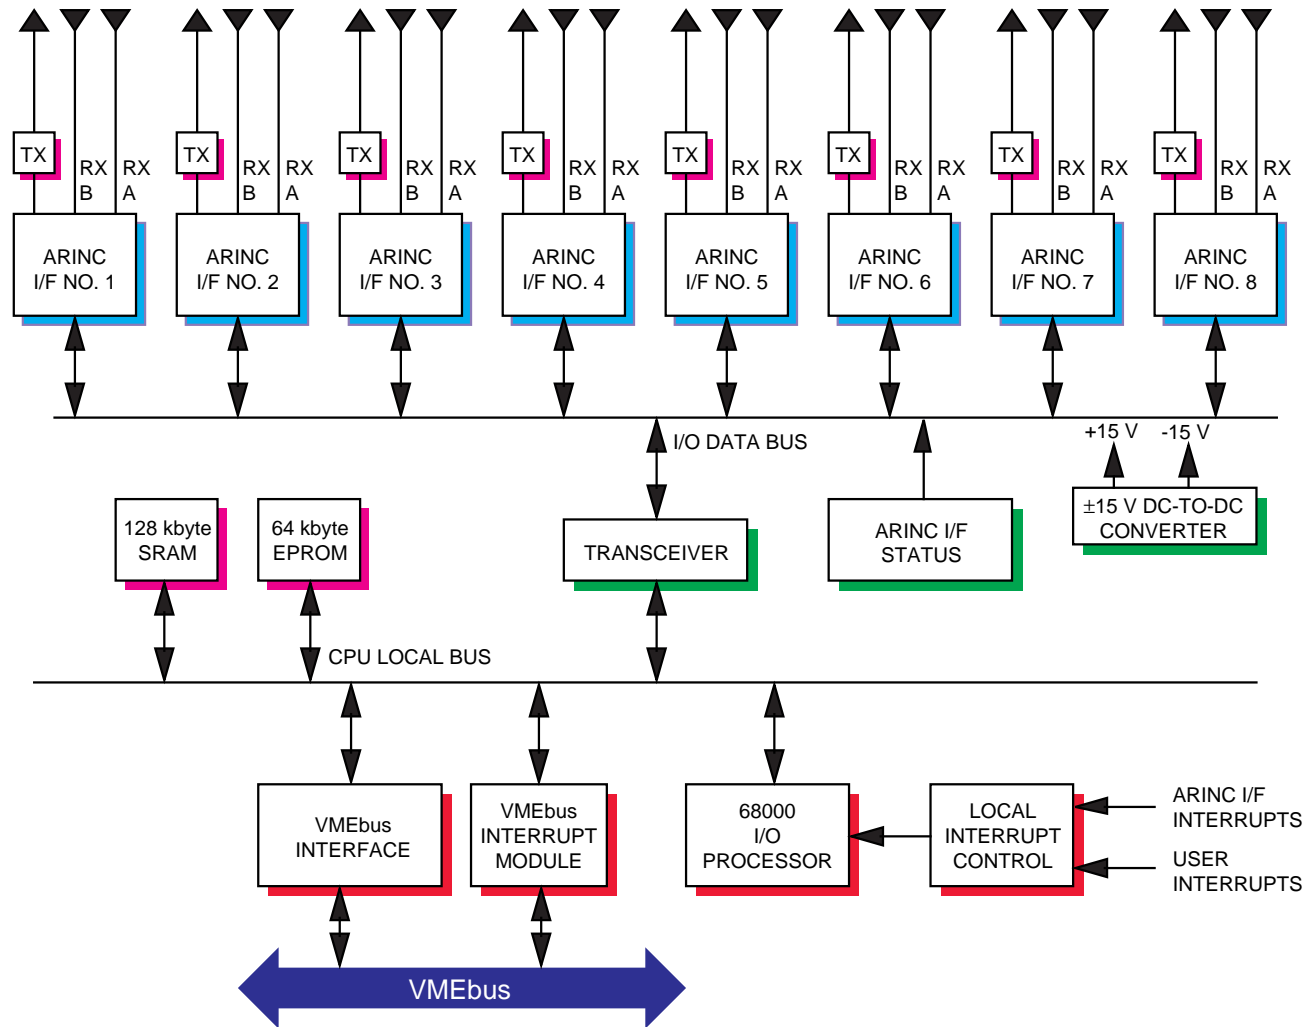 TX
RX
B
RX
A
TX
RX
B
RX
A
TX
RX
B
RX
A
TX
RX
B
RX
A
TX
RX
B
RX
A
TX
RX
B
RX
A
TX
RX
B
RX
A
TX
RX
B
RX
A
ARINC
I/F NO. 1
ARINC
I/F NO. 2
ARINC
I/F NO. 3
ARINC
I/F NO. 4
ARINC
I/F NO. 5
ARINC
I/F NO. 6
ARINC
I/F NO. 7
ARINC
I/F NO. 8
I/O DATA BUS
+15 V
-15 V
128 kbyte
SRAM
64 kbyte
EPROM
TRANSCEIVER
ARINC I/F
STATUS
±15 V DC-TO-DC
CONVERTER
CPU LOCAL BUS
VMEbus
INTERFACE
VMEbus
INTERRUPT
MODULE
68000
I/O
PROCESSOR
LOCAL
INTERRUPT
CONTROL
ARINC I/F
INTERRUPTS
USER
INTERRUPTS
VMEbus